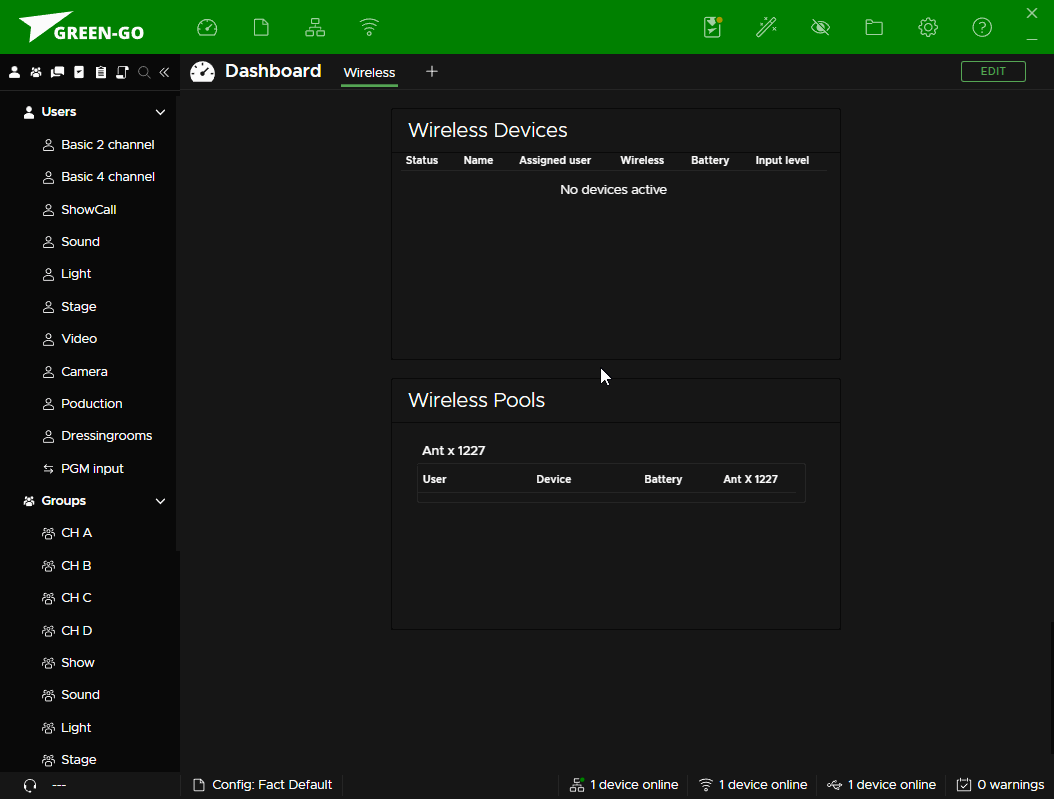 GREEN-GO
Dashboard
Wireless
EDIT
Users
Basic 2 channel
Basic 4 channel
ShowCall
Sound
Light
Stage
Video
Camera
Poduction
Dressingrooms
PGM input
Groups
CH A
CH B
CH C
CH D
Show
Sound
Light
Stage
Wireless Devices
Status Name Assigned user Wireless Battery Input level
No devices active
Wireless Pools
Ant x 1227
User Device Battery Ant X 1227
---
Config: Fact Default
1 device online
1 device online
1 device online
0 warnings